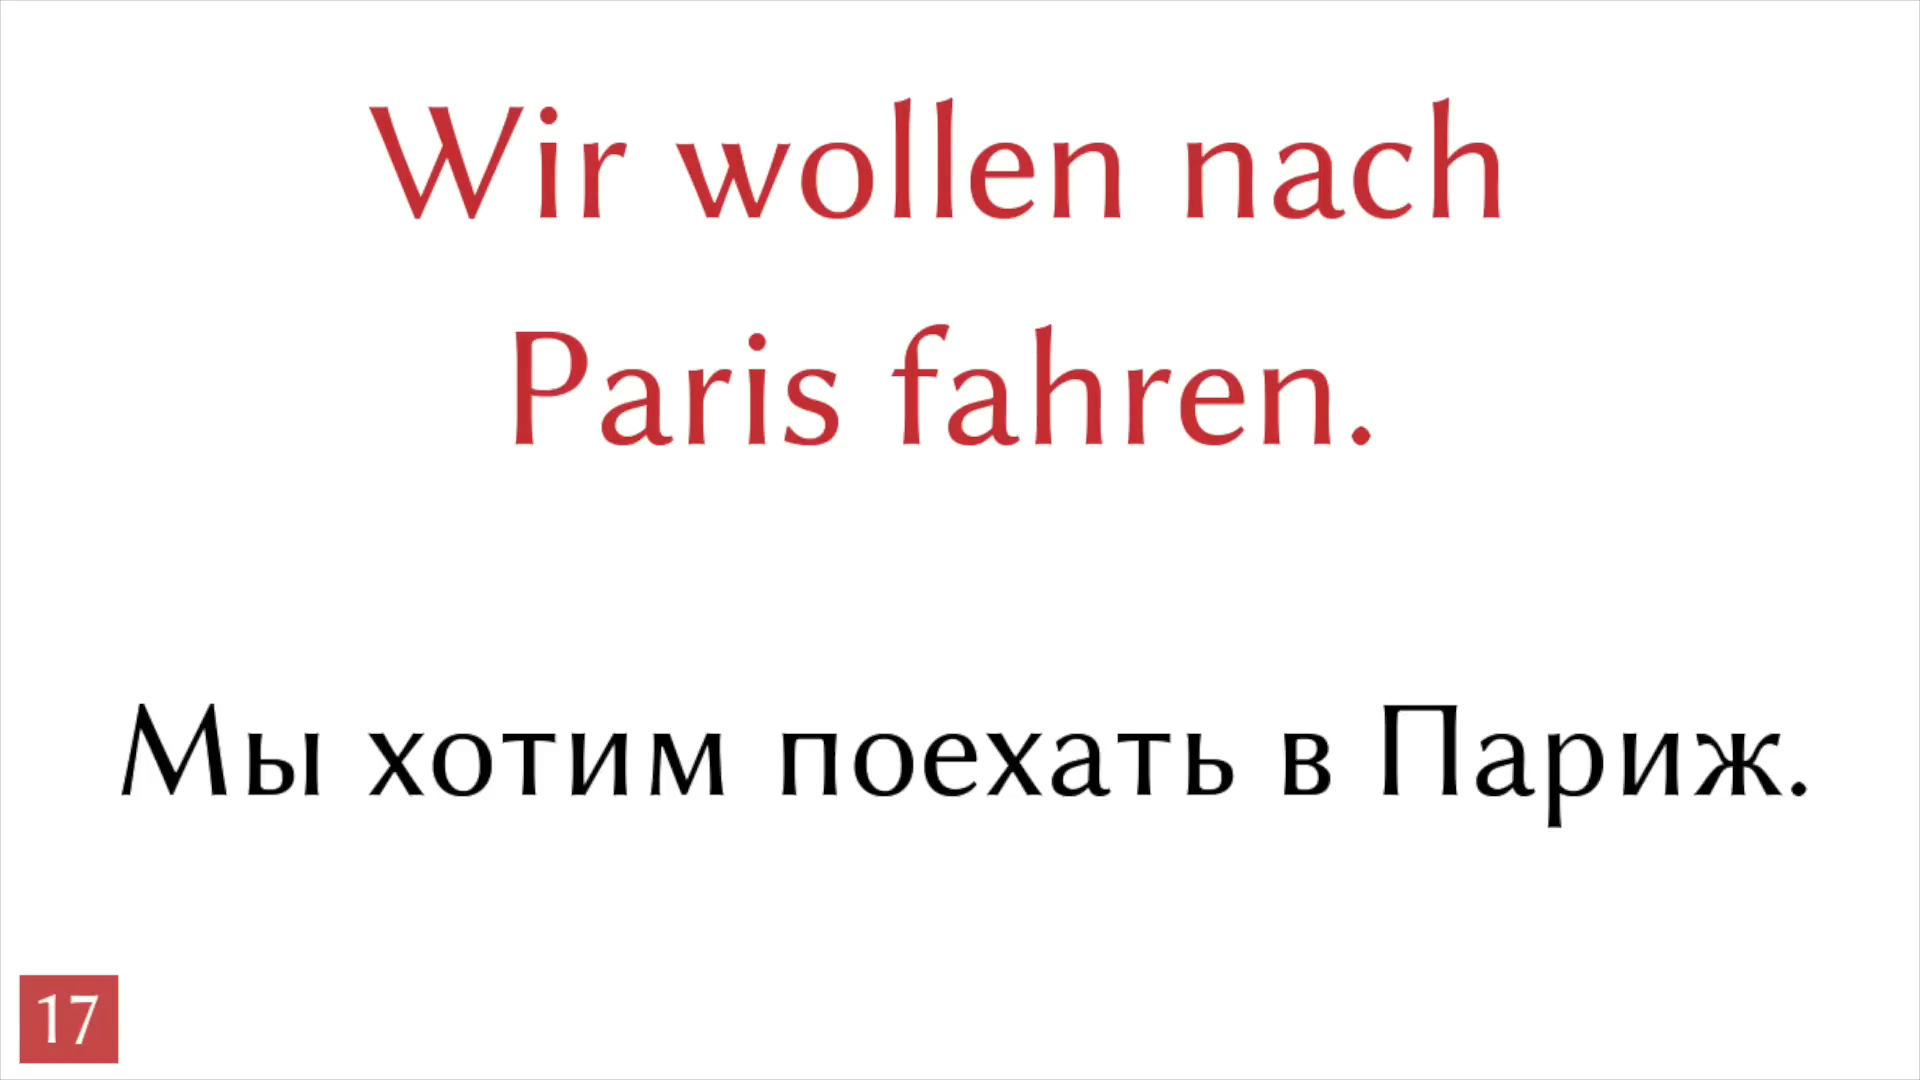 Wir wollen nach
Paris fahren.
Мы хотим поехать в Париж.
17